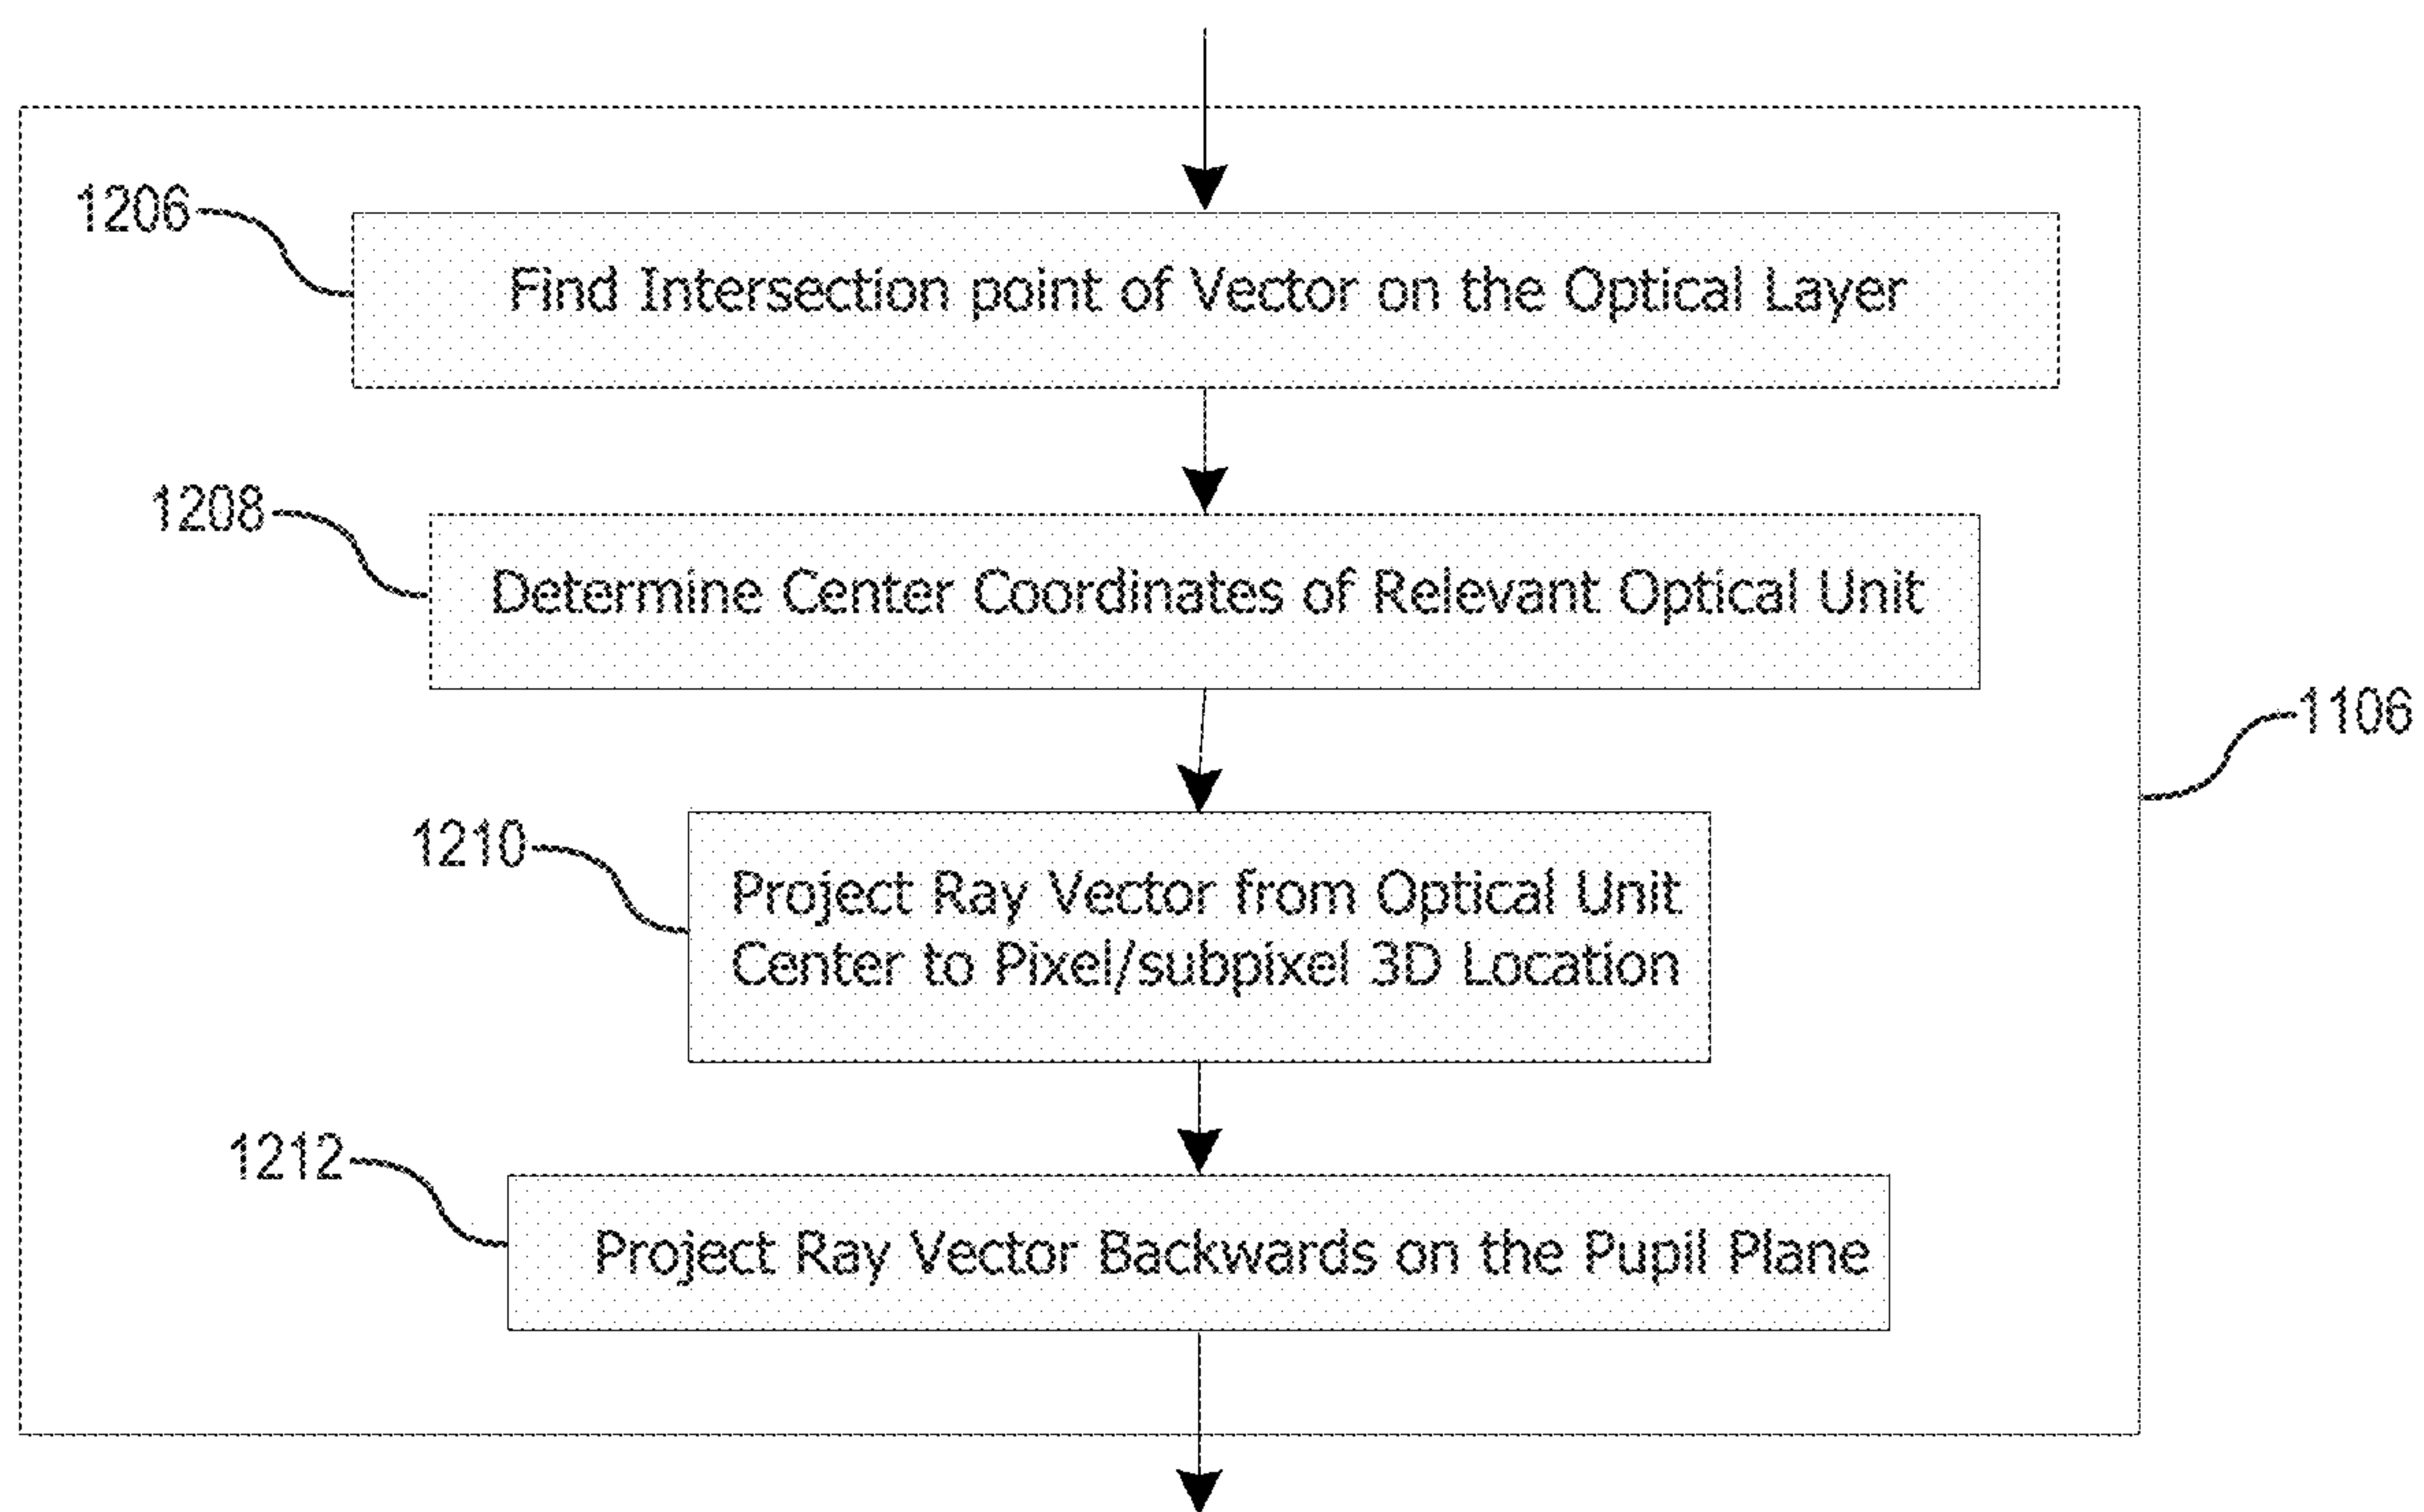 1206
Find Intersection point of Vector on the Optical Layer
1208
Determine Center Coordinates of Relevant Optical Unit
1106
1210
Project Ray Vector from Optical Unit
Center to Pixel/subpixel 3D Location
1212
Project Ray Vector Backwards on the Pupil Plane